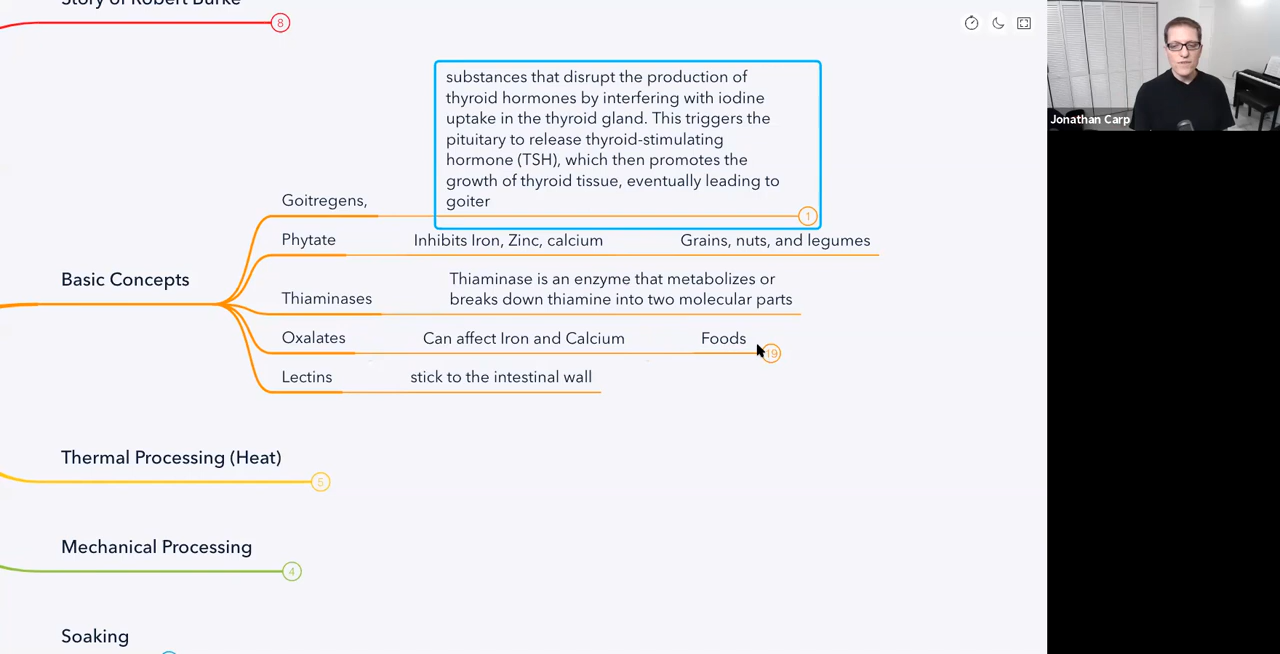 Story of Robert Burke
8
substances that disrupt the production of
thyroid hormones by interfering with iodine
uptake in the thyroid gland. This triggers the
pituitary to release thyroid-stimulating
hormone (TSH), which then promotes the
growth of thyroid tissue, eventually leading to
goiter
Goitregens,
1
Phytate Inhibits Iron, Zinc, calcium Grains, nuts, and legumes
Basic Concepts
Thiaminase is an enzyme that metabolizes or
breaks down thiamine into two molecular parts
Thiaminases
Oxalates Can affect Iron and Calcium Foods
19
Lectins stick to the intestinal wall
Thermal Processing (Heat)
5
Mechanical Processing
4
Soaking
Jonathan Carp